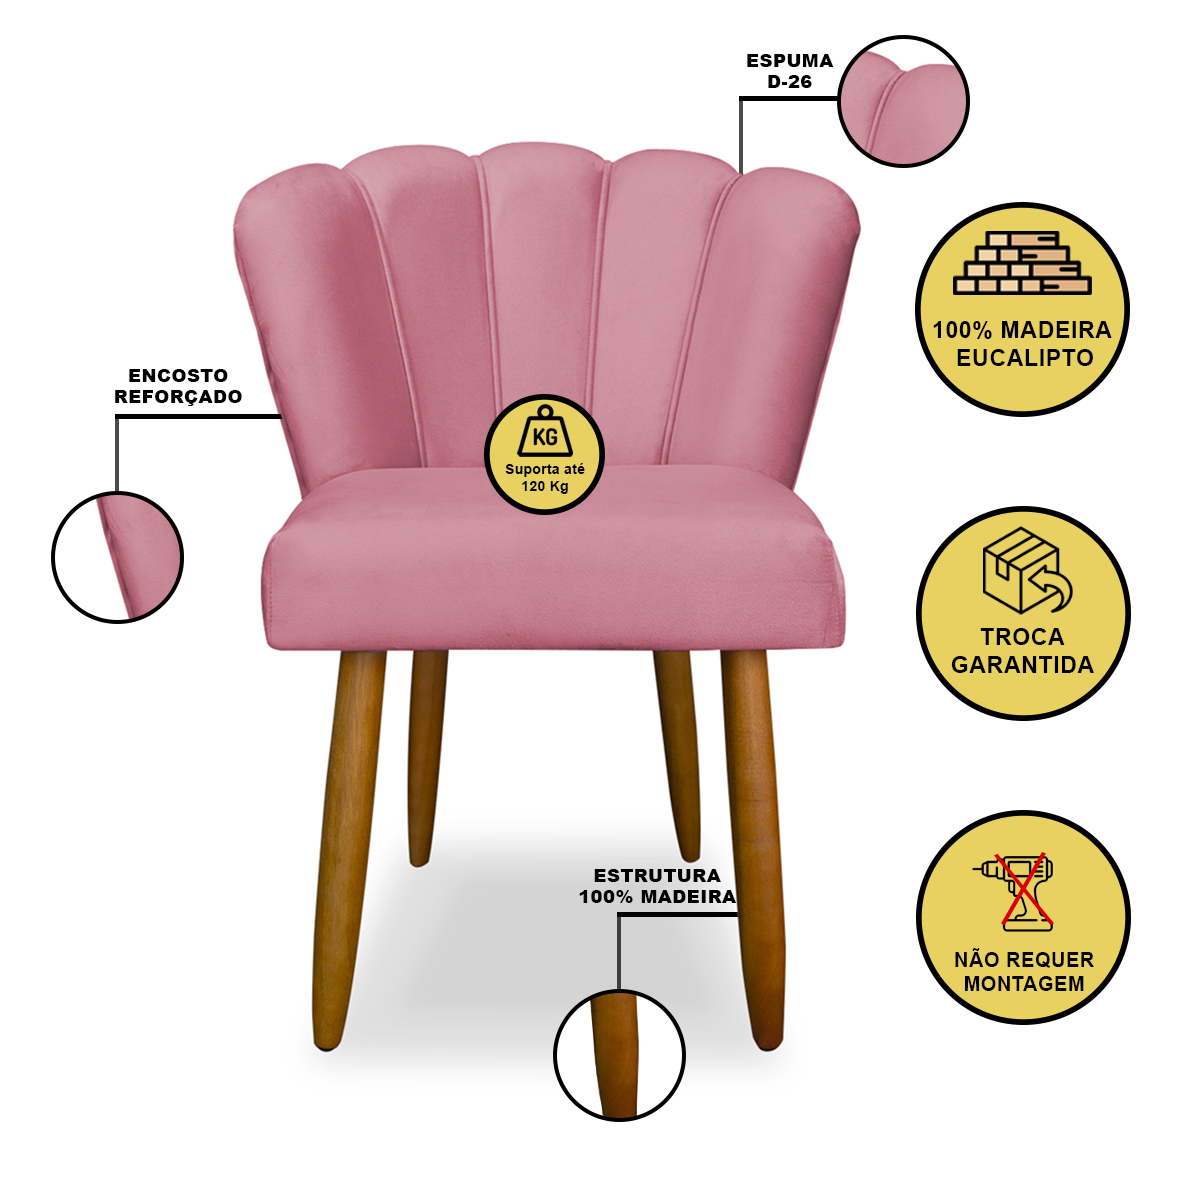 ESPUMA
D-26
100% MADEIRA
EUCALIPTO
ENCOSTO
REFORÇADO
KG
Suporta até
120 Kg
TROCA
GARANTIDA
ESTRUTURA
100% MADEIRA
NÃO REQUER
MONTAGEM